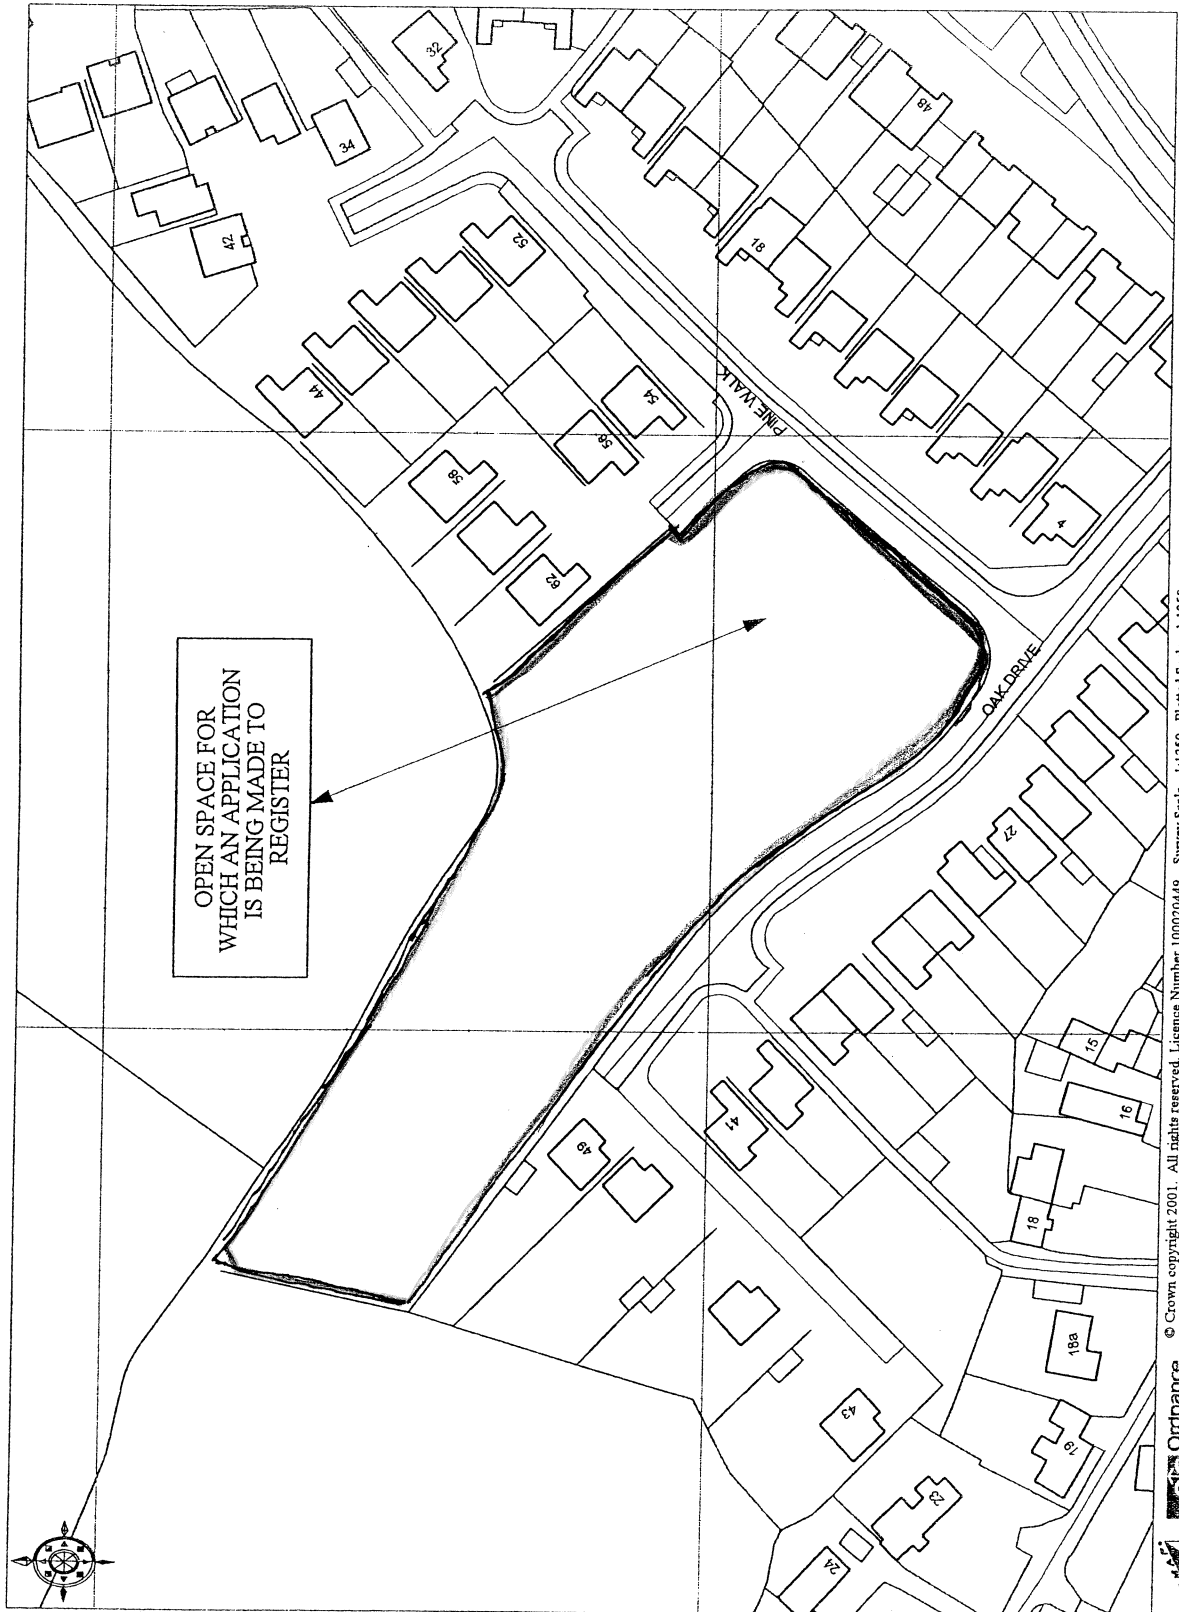 OPEN SPACE FOR
WHICH AN APPLICATION
IS BEING MADE TO
REGISTER
32
34
42
52
44
54
56
58
62
48
18
PINE WALK
4
OAK DRIVE
27
15
16
18
18a
19
41
49
43
23
24
Ordnance
© Crown copyright 2001. All rights reserved. Licence Number 100020449